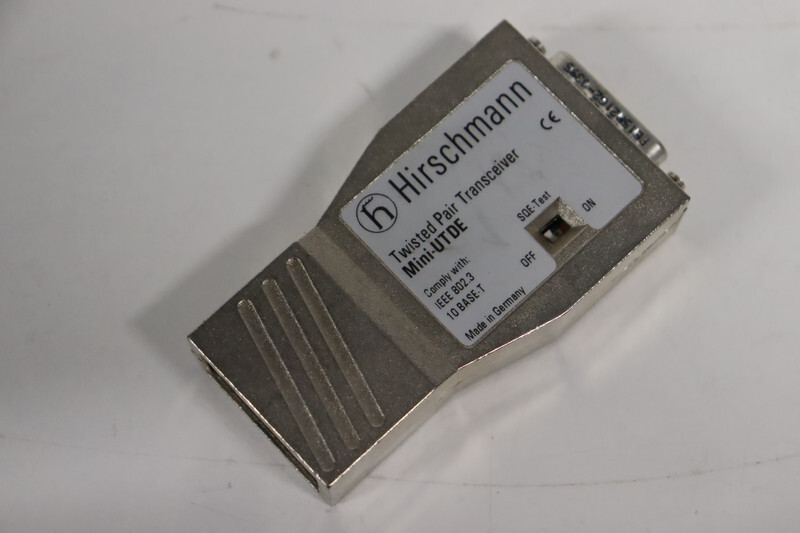 h Hirschmann
CE
Twisted Pair Transceiver
Mini-UTDE
SQE-Test
OFF
ON
Comply with:
IEEE 802.3
10 BASE-T
Made in Germany